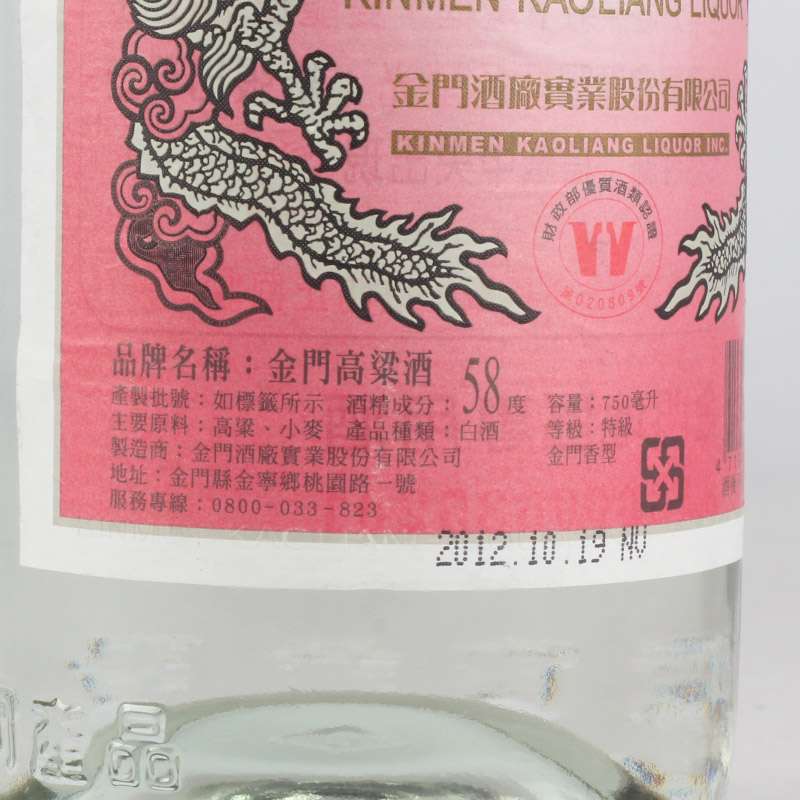 KINMEN KAOLIANG LIQUOR
金門酒廠實業股份有限公司
KINMEN KAOLIANG LIQUOR INC.
財政部優質酒類認證
品牌名稱：金門高粱酒 58度
產製批號：如標籤所示 酒精成分：
容量：750毫升
主要原料：高粱、小麥 產品種類：白酒
等級：特級
製造商：金門酒廠實業股份有限公司
金門香型
地址：金門縣金寧鄉桃園路一號
服務專線：0800-033-823
2012.10.19 NV
品